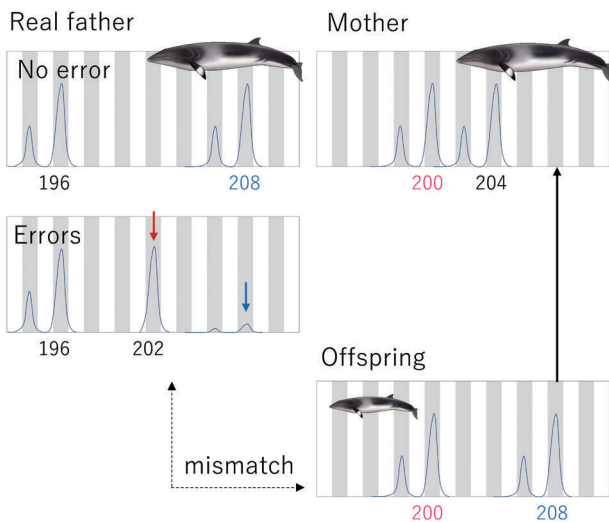 Real father
No error
196
208
Mother
200
204
Errors
196
202
Offspring
mismatch
200
208